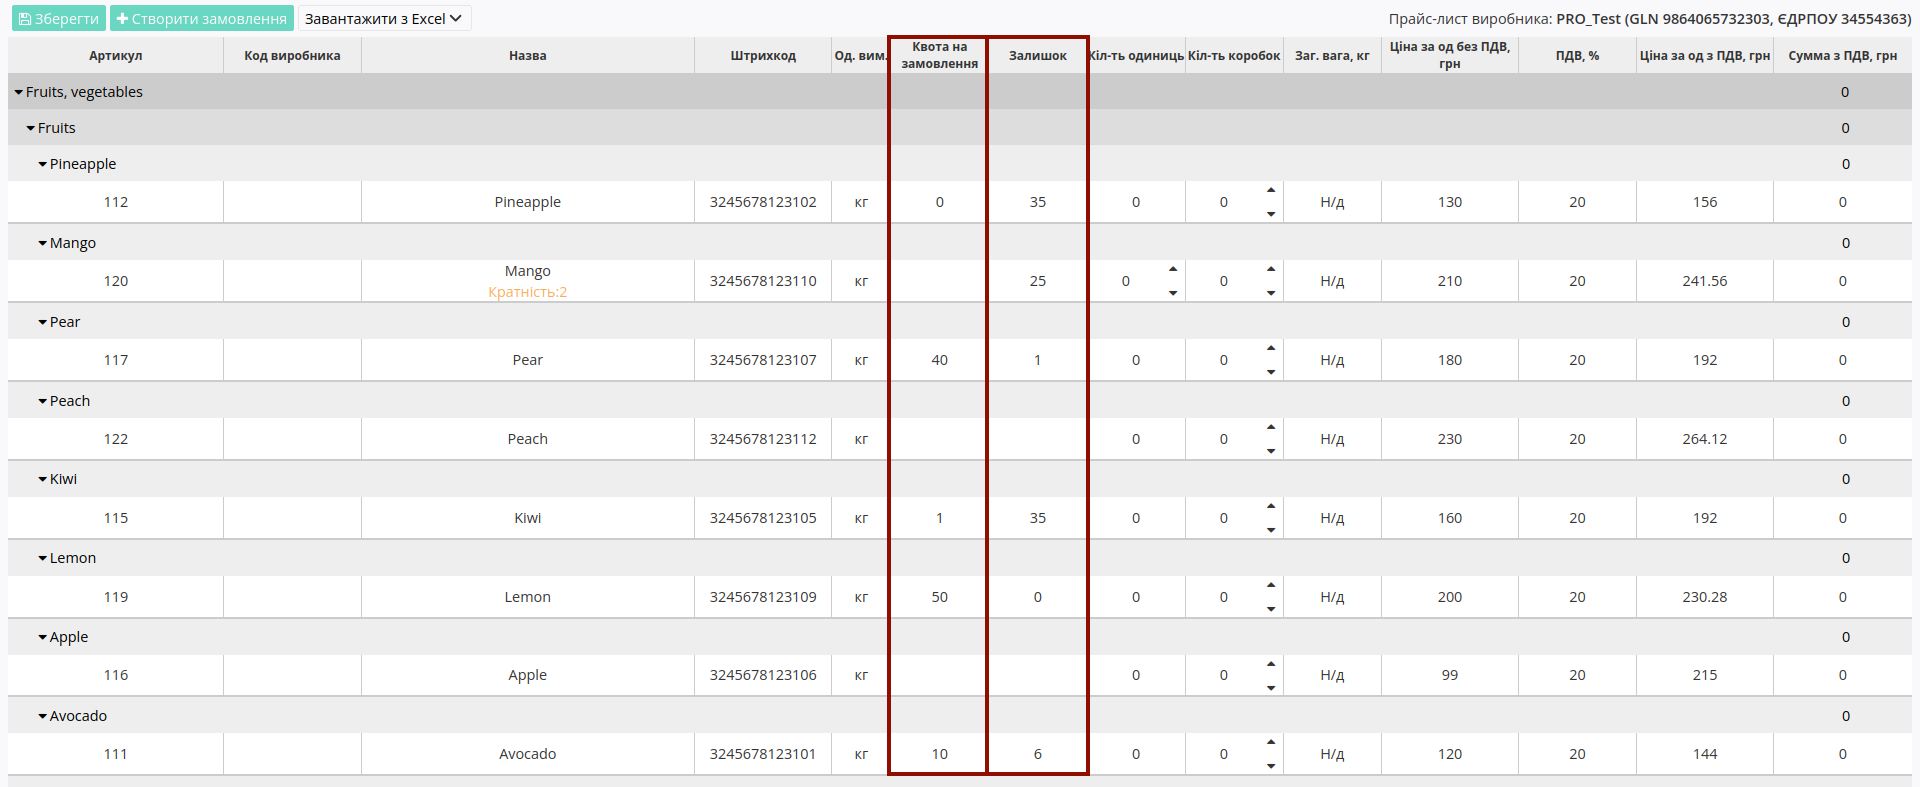 Зберегти Створити замовлення Завантажити з Excel Прайс-лист виробника: PRO_Test (GLN 9864065732303, ЄДРПОУ 34554363)
Артикул Код виробника Назва Штрихкод Од. вим. Квота на замовлення Залишок Кіл-ть одиниць Кіл-ть коробок Заг. вага, кг Ціна за од без ПДВ, грн ПДВ, % Ціна за од з ПДВ, грн Сумма з ПДВ, грн
Fruits, vegetables 0
Fruits 0
Pineapple 0
112 Pineapple 3245678123102 кг 0 35 0 0 Н/д 130 20 156 0
Mango 0
120 Mango Кратність:2 3245678123110 кг 25 0 0 Н/д 210 20 241.56 0
Pear 0
117 Pear 3245678123107 кг 40 1 0 0 Н/д 180 20 192 0
Peach 0
122 Peach 3245678123112 кг 0 0 Н/д 230 20 264.12 0
Kiwi 0
115 Kiwi 3245678123105 кг 1 35 0 0 Н/д 160 20 192 0
Lemon 0
119 Lemon 3245678123109 кг 50 0 0 0 Н/д 200 20 230.28 0
Apple 0
116 Apple 3245678123106 кг 0 0 Н/д 99 20 215 0
Avocado 0
111 Avocado 3245678123101 кг 10 6 0 0 Н/д 120 20 144 0